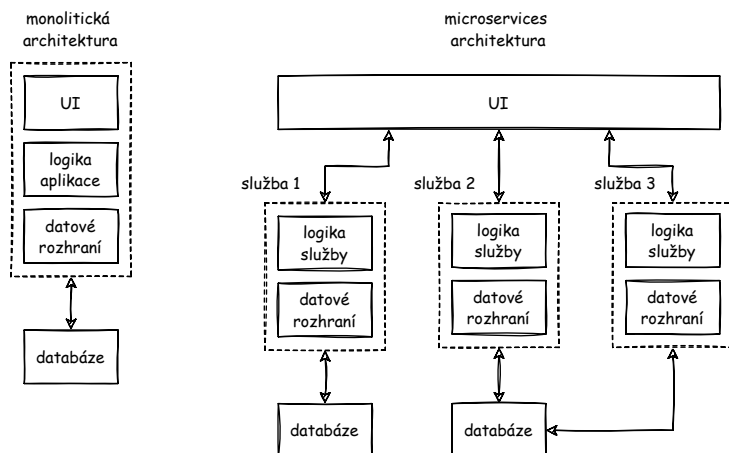 monolitická
architektura
UI
logika
aplikace
datové
rozhraní
databáze
microservices
architektura
UI
služba 1
služba 2
služba 3
logika
služby
logika
služby
logika
služby
datové
rozhraní
datové
rozhraní
datové
rozhraní
databáze
databáze